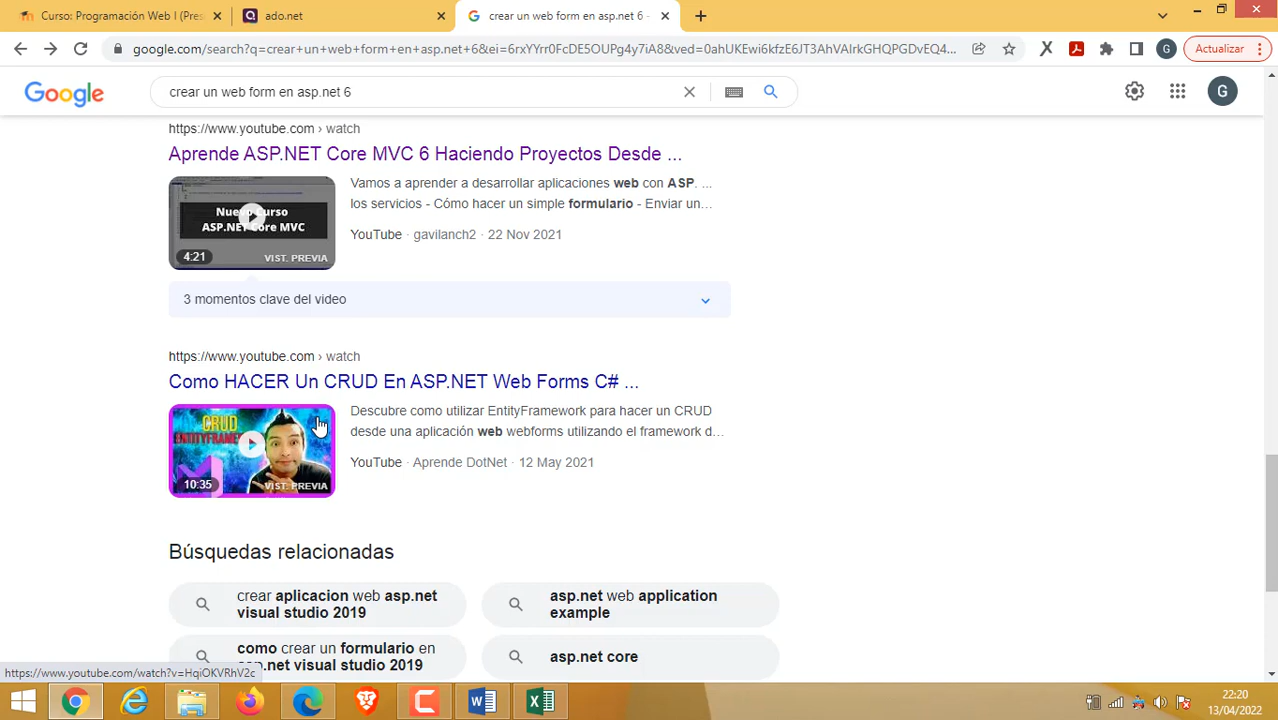 Curso: Programación Web I (Pres
ado.net
crear un web form en asp.net 6 -
google.com/search?q=crear+un+web+form+en+asp.net+6&ei=6rxYYrr0FcDE5OUPg4y7iA8&ved=0ahUKEwi6kfzE6JT3AhVAIrkGHQPGDvEQ4...
G
Actualizar
Google
crear un web form en asp.net 6
G
https://www.youtube.com › watch
Aprende ASP.NET Core MVC 6 Haciendo Proyectos Desde ...
Nuevo Curso
ASP.NET Core MVC
4:21
VIST. PREVIA
Vamos a aprender a desarrollar aplicaciones web con ASP. ...
los servicios - Cómo hacer un simple formulario - Enviar un...
YouTube · gavilanch2 · 22 Nov 2021
3 momentos clave del video
https://www.youtube.com › watch
Como HACER Un CRUD En ASP.NET Web Forms C# ...
CRUD
10:35
VIST. PREVIA
Descubre como utilizar EntityFramework para hacer un CRUD
desde una aplicación web webforms utilizando el framework d...
YouTube · Aprende DotNet · 12 May 2021
Búsquedas relacionadas
crear aplicacion web asp.net
visual studio 2019
asp.net web application
example
como crear un formulario en
asp.net visual studio 2019
asp.net core
https://www.youtube.com/watch?v=HqiOKVRhV2c
22:20
13/04/2022